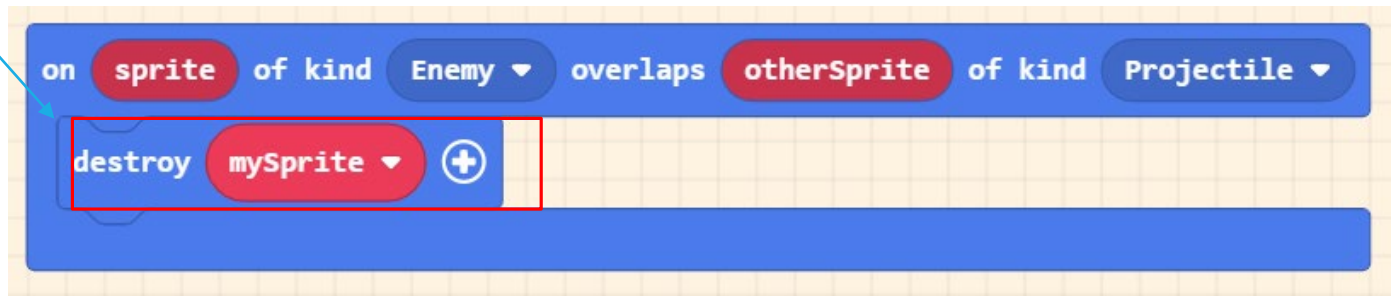 on sprite of kind Enemy overlaps otherSprite of kind Projectile
destroy mySprite